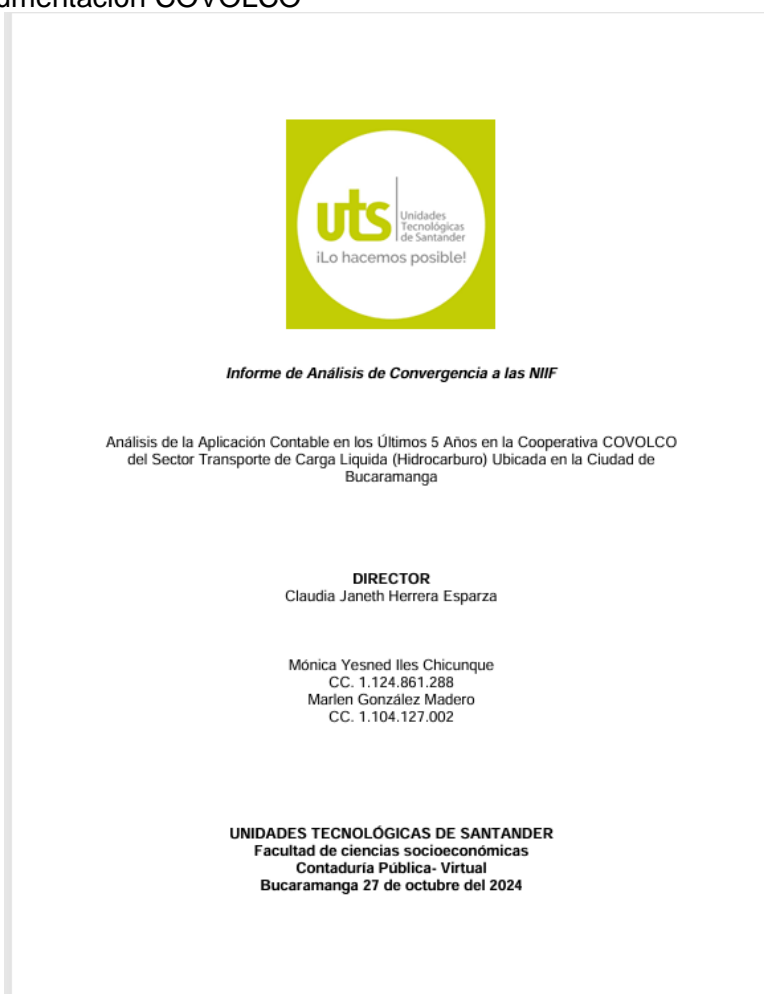 COVOLCO
uts
Unidades
Tecnológicas
de Santander
¡Lo hacemos posible!
Informe de Análisis de Convergencia a las NIIF
Análisis de la Aplicación Contable en los Últimos 5 Años en la Cooperativa COVOLCO
del Sector Transporte de Carga Liquida (Hidrocarburo) Ubicada en la Ciudad de
Bucaramanga
DIRECTOR
Claudia Janeth Herrera Esparza
Mónica Yesned Iles Chicunque
CC. 1.124.861.288
Marlen González Madero
CC. 1.104.127.002
UNIDADES TECNOLÓGICAS DE SANTANDER
Facultad de ciencias socioeconómicas
Contaduría Pública- Virtual
Bucaramanga 27 de octubre del 2024